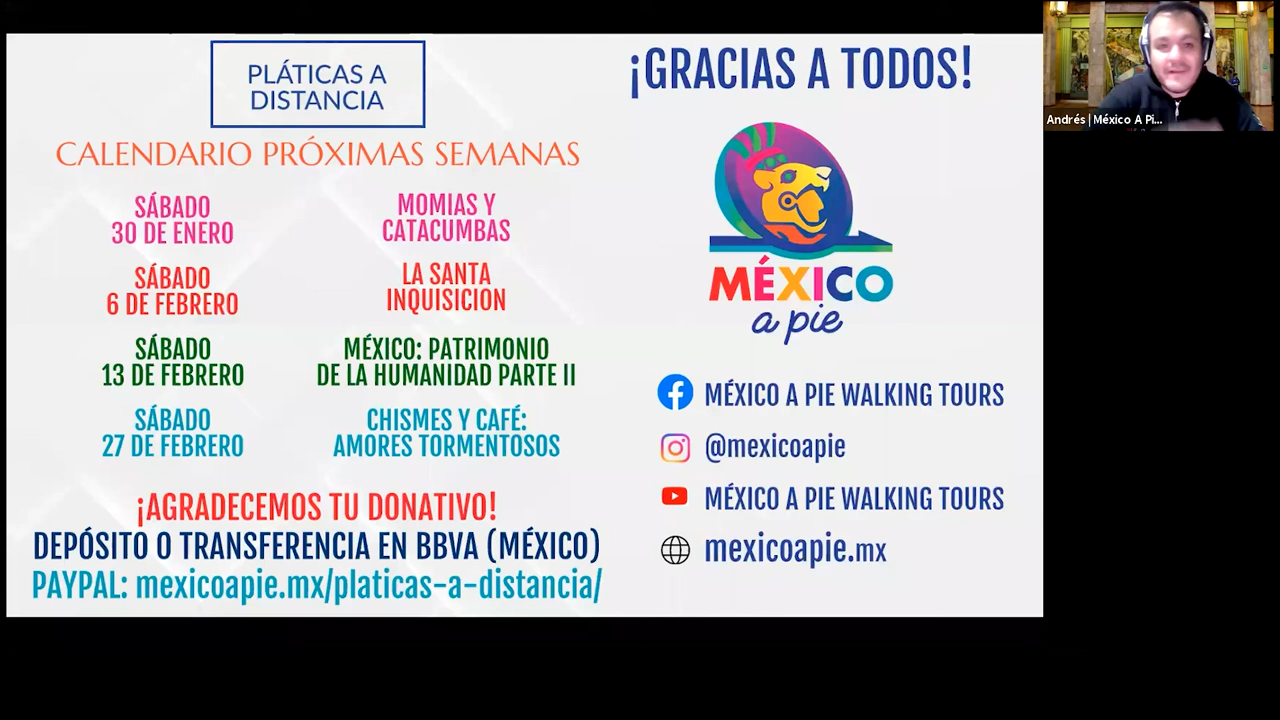 PLÁTICAS A
DISTANCIA
CALENDARIO PRÓXIMAS SEMANAS
SÁBADO
30 DE ENERO
MOMIAS Y
CATACUMBAS
SÁBADO
6 DE FEBRERO
LA SANTA
INQUISICION
SÁBADO
13 DE FEBRERO
MÉXICO: PATRIMONIO
DE LA HUMANIDAD PARTE II
SÁBADO
27 DE FEBRERO
CHISMES Y CAFÉ:
AMORES TORMENTOSOS
¡AGRADECEMOS TU DONATIVO!
DEPÓSITO O TRANSFERENCIA EN BBVA (MÉXICO)
PAYPAL: mexicoapie.mx/platicas-a-distancia/
¡GRACIAS A TODOS!
MÉXICO
a pie
MÉXICO A PIE WALKING TOURS
@mexicoapie
MÉXICO A PIE WALKING TOURS
mexicoapie.mx
Andrés | México A Pi...